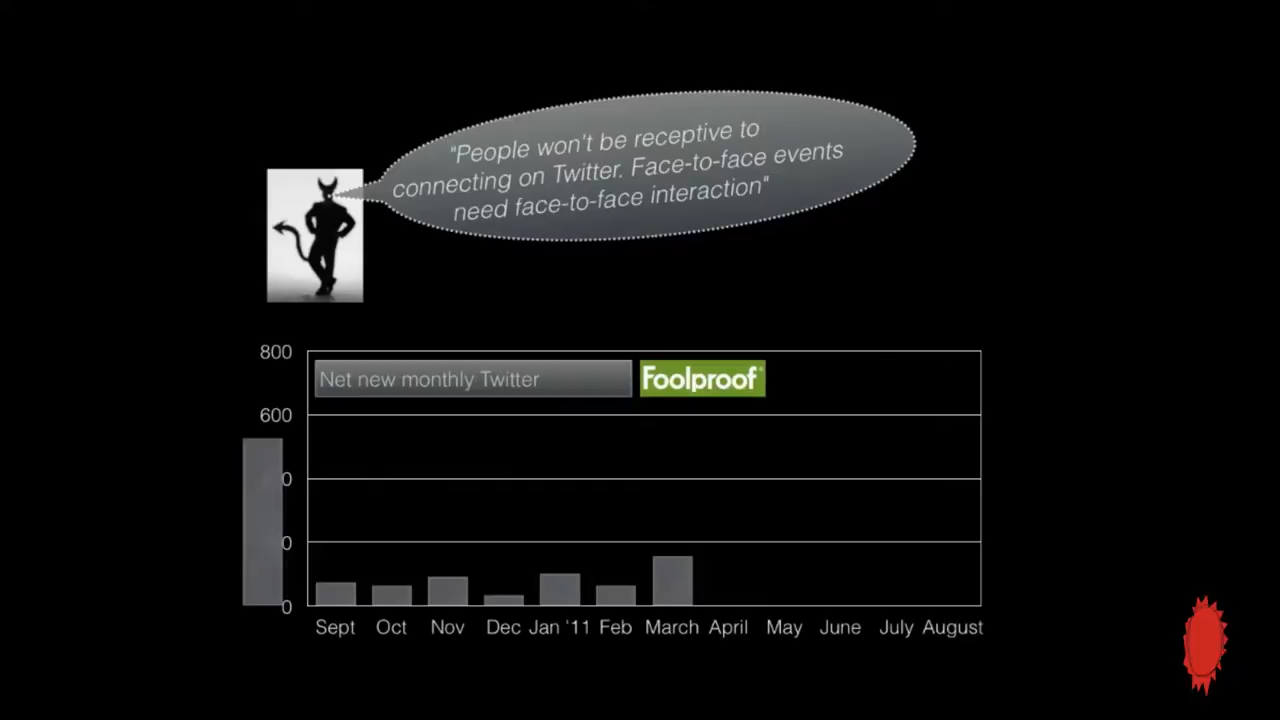 "People won't be receptive to
connecting on Twitter. Face-to-face events
need face-to-face interaction"
800
Net new monthly Twitter
Foolproof®
600
0
0
0
Sept Oct Nov Dec Jan '11 Feb March April May June July August